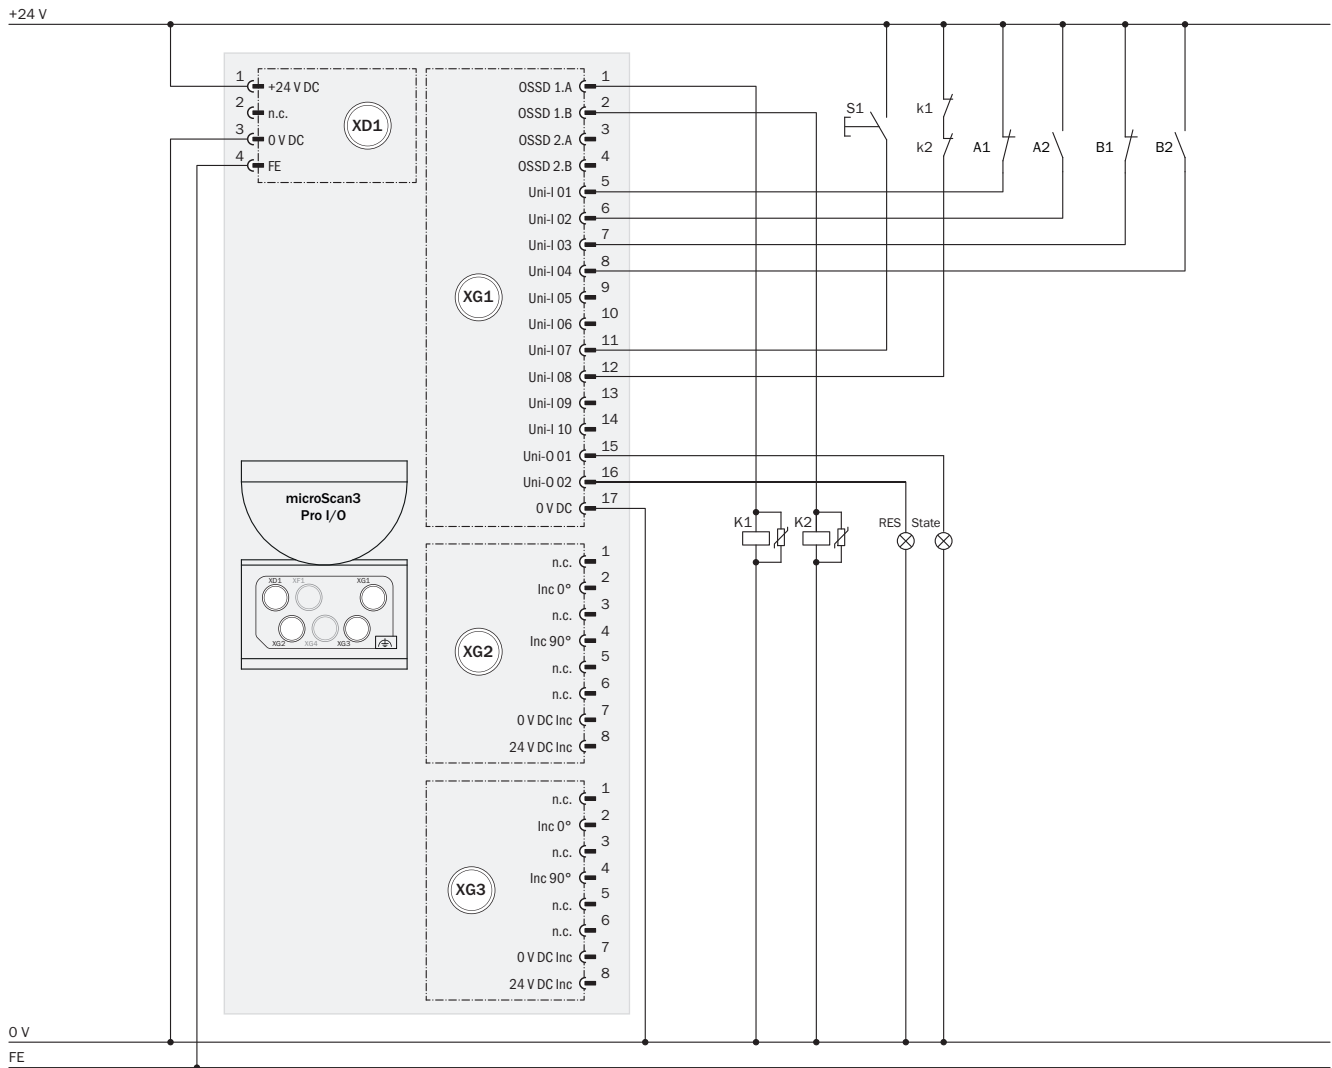 +24 V
1 +24 V DC
2 n.c.
3 0 V DC
4 FE
XD1
OSSD 1.A 1
OSSD 1.B 2
OSSD 2.A 3
OSSD 2.B 4
Uni-I 01 5
Uni-I 02 6
Uni-I 03 7
Uni-I 04 8
Uni-I 05 9
Uni-I 06 10
Uni-I 07 11
Uni-I 08 12
Uni-I 09 13
Uni-I 10 14
Uni-O 01 15
Uni-O 02 16
0 V DC 17
XG1
S1
k1
k2
A1
A2
B1
B2
K1
K2
RES
State
microScan3
Pro I/O
XD1 XF1 XG1
XG2 XG4 XG3
n.c. 1
Inc 0° 2
n.c. 3
Inc 90° 4
n.c. 5
n.c. 6
0 V DC Inc 7
24 V DC Inc 8
XG2
n.c. 1
Inc 0° 2
n.c. 3
Inc 90° 4
n.c. 5
n.c. 6
0 V DC Inc 7
24 V DC Inc 8
XG3
0 V
FE